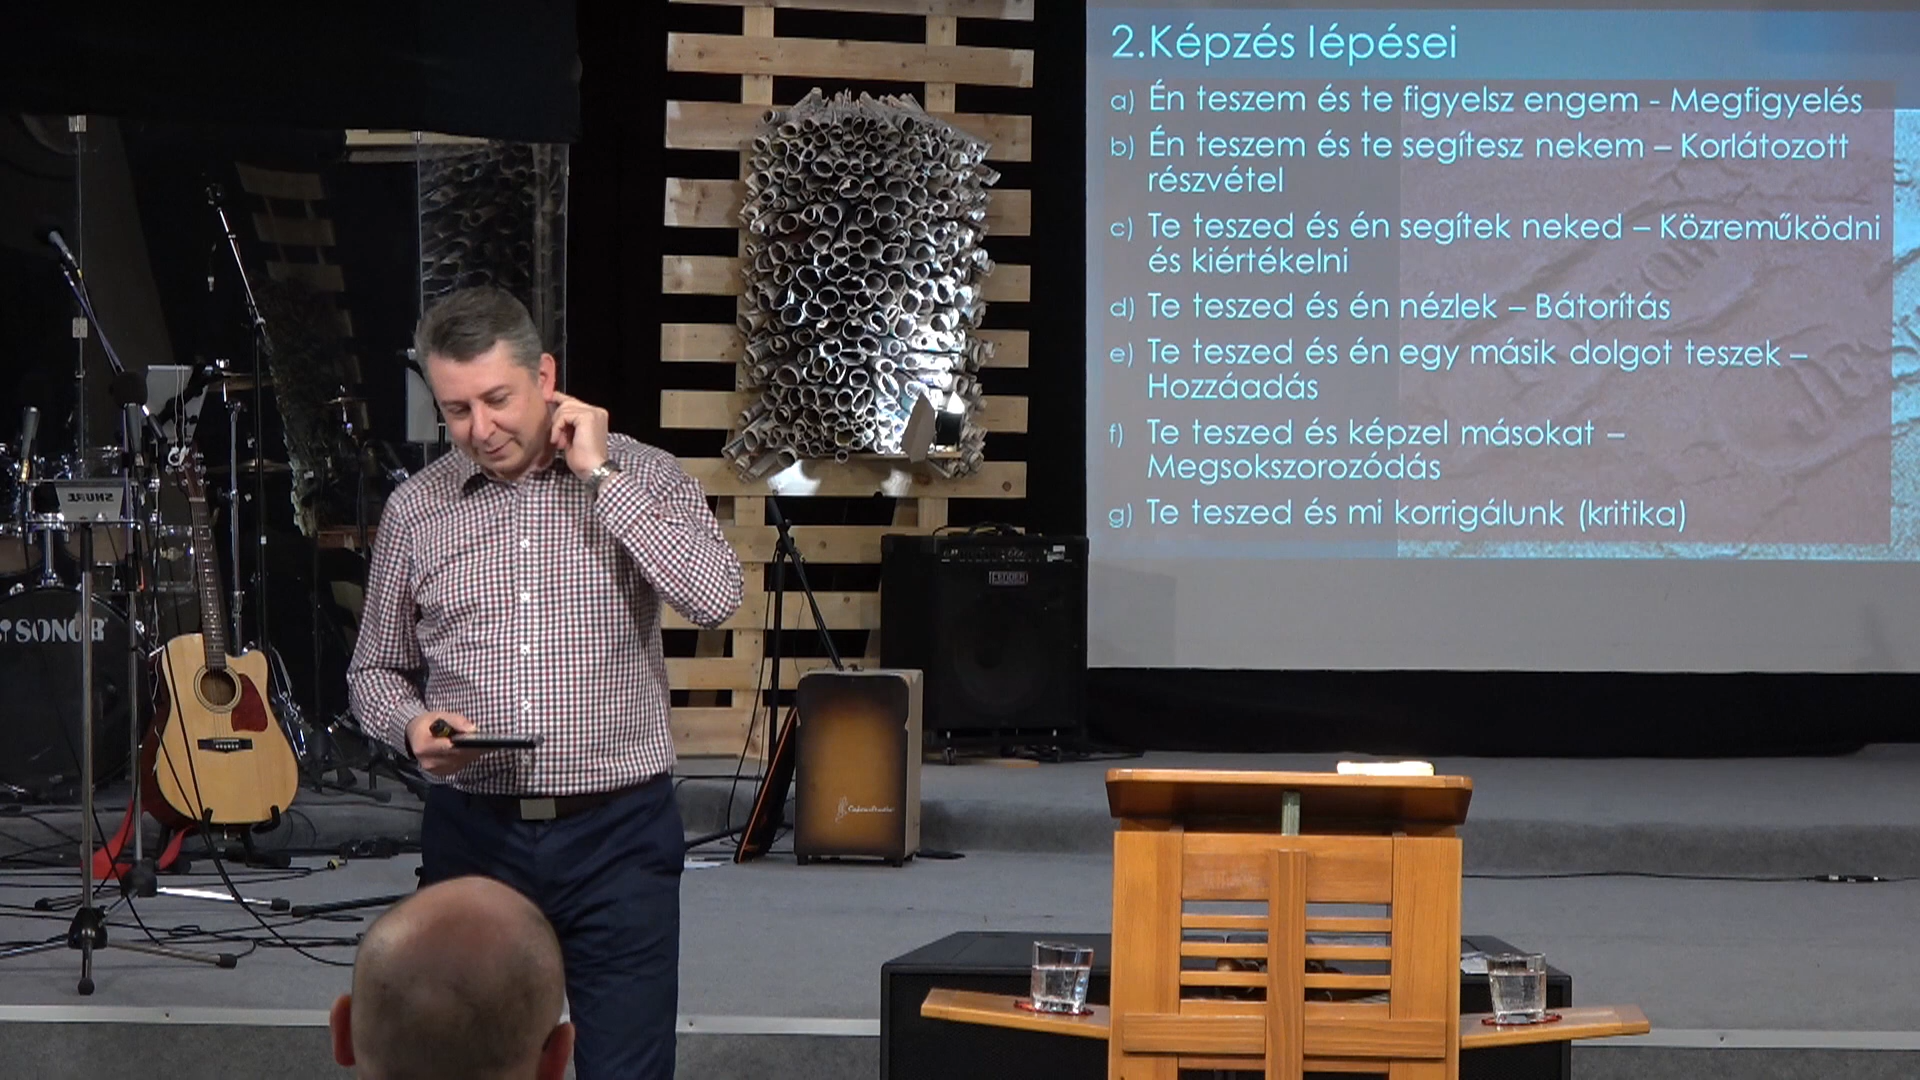 2.Képzés lépései
a) Én teszem és te figyelsz engem - Megfigyelés
b) Én teszem és te segítesz nekem – Korlátozott
részvétel
c) Te teszed és én segítek neked – Közreműködni
és kiértékelni
d) Te teszed és én nézlek – Bátorítás
e) Te teszed és én egy másik dolgot teszek –
Hozzáadás
f) Te teszed és képzel másokat –
Megsokszorozódás
g) Te teszed és mi korrigálunk (kritika)
SHURE
SONOR